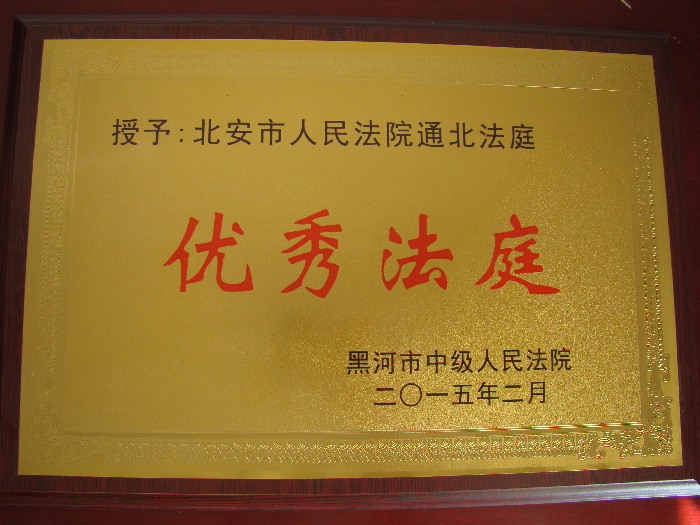 授予:北安市人民法院通北法庭
优秀法庭
黑河市中级人民法院
二〇一五年二月